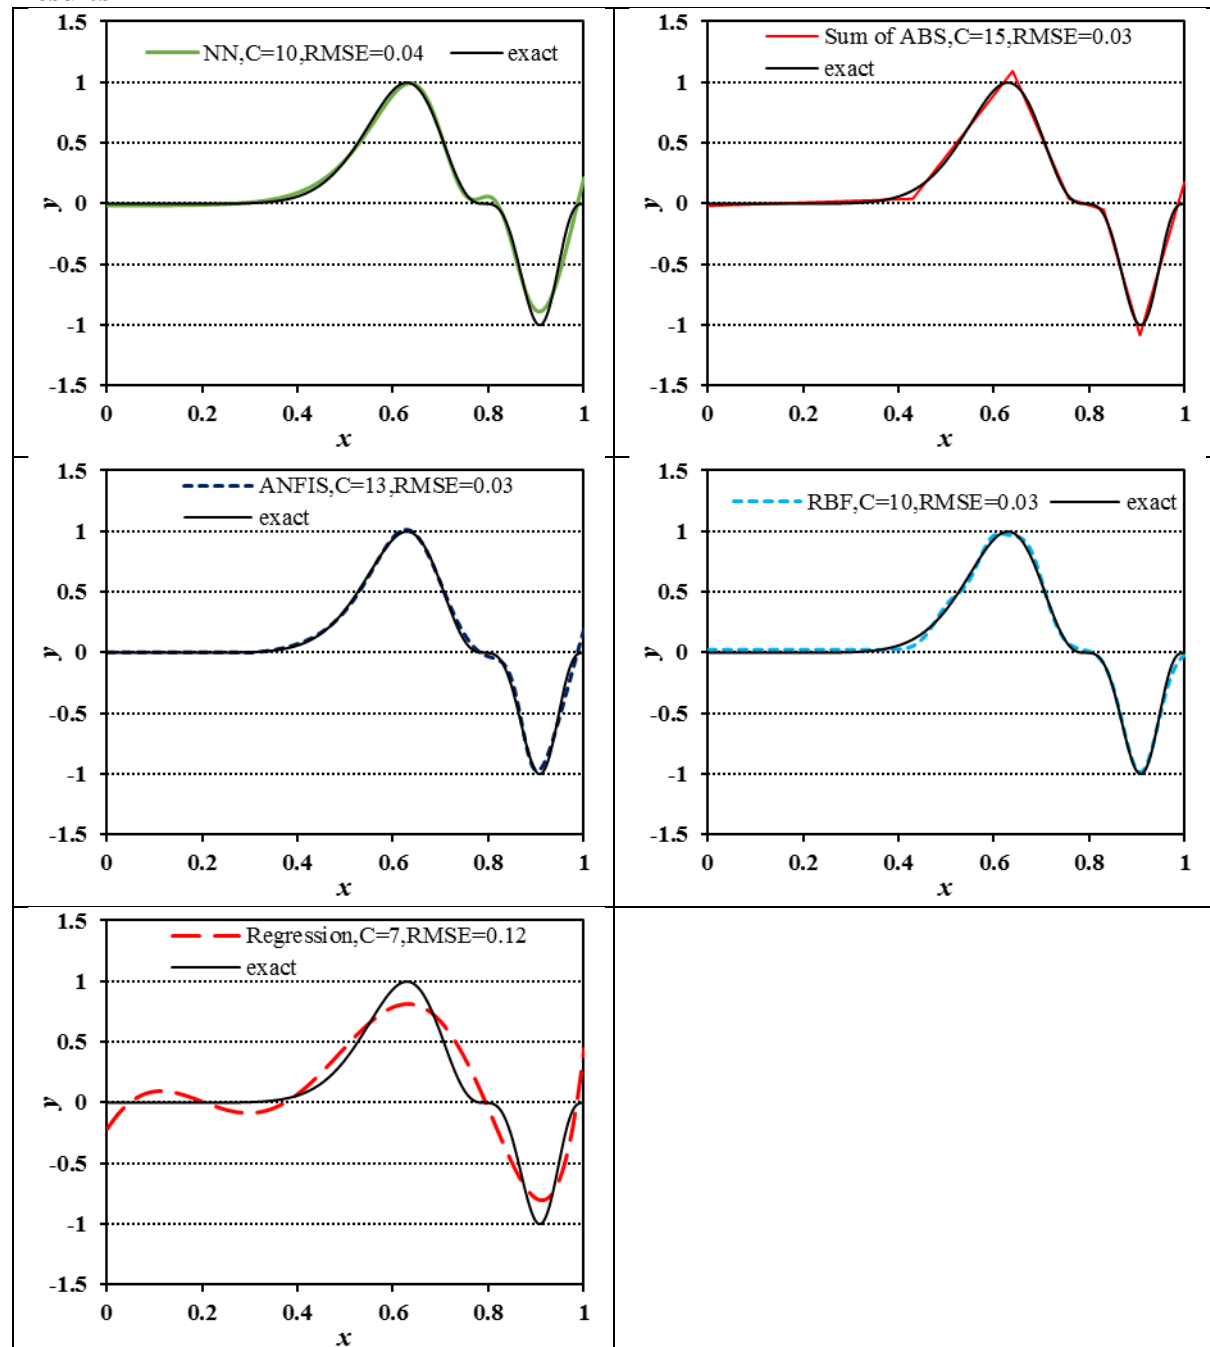 NN,C=10,RMSE=0.04 exact
1.5
1
0.5
0
-0.5
-1
-1.5
y
0 0.2 0.4 0.6 0.8 1
x
Sum of ABS,C=15,RMSE=0.03
exact
1.5
1
0.5
0
-0.5
-1
-1.5
y
0 0.2 0.4 0.6 0.8 1
x
ANFIS,C=13,RMSE=0.03
exact
1.5
1
0.5
0
-0.5
-1
-1.5
y
0 0.2 0.4 0.6 0.8 1
x
RBF,C=10,RMSE=0.03 exact
1.5
1
0.5
0
-0.5
-1
-1.5
y
0 0.2 0.4 0.6 0.8 1
x
Regression,C=7,RMSE=0.12
exact
1.5
1
0.5
0
-0.5
-1
-1.5
y
0 0.2 0.4 0.6 0.8 1
x